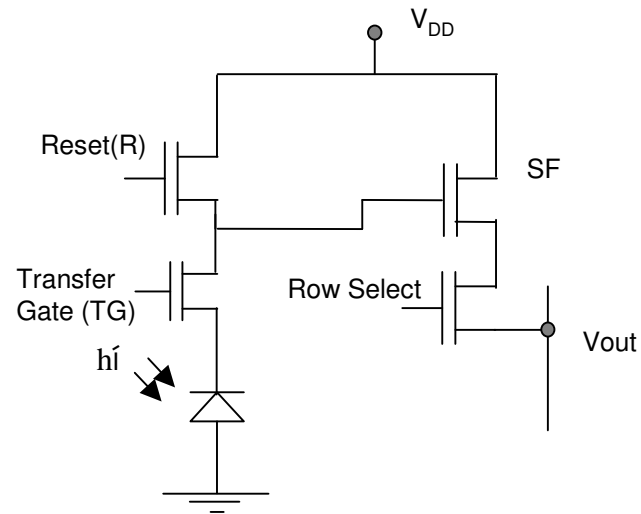 V_DD
Reset(R)
SF
Transfer
Gate (TG)
Row Select
Vout
hí